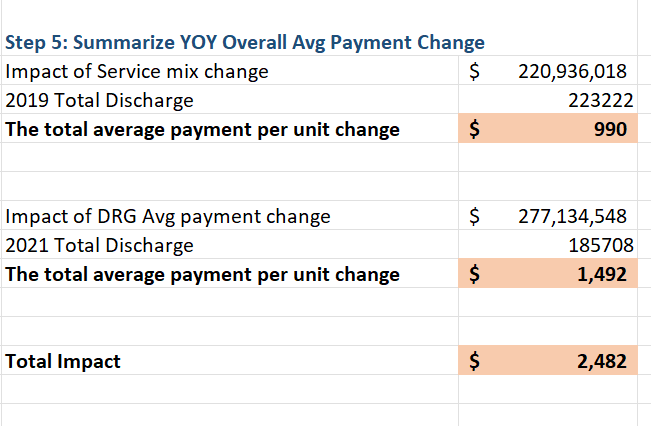 Step 5: Summarize YOY Overall Avg Payment Change
Impact of Service mix change $ 220,936,018
2019 Total Discharge 223222
The total average payment per unit change $ 990
Impact of DRG Avg payment change $ 277,134,548
2021 Total Discharge 185708
The total average payment per unit change $ 1,492
Total Impact $ 2,482